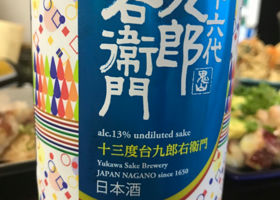 十六代
九郎
右衛門
alc.13% undiluted sake
十三度台九郎右衛門
Yukawa Sake Brewery
JAPAN NAGANO since 1650
日本酒